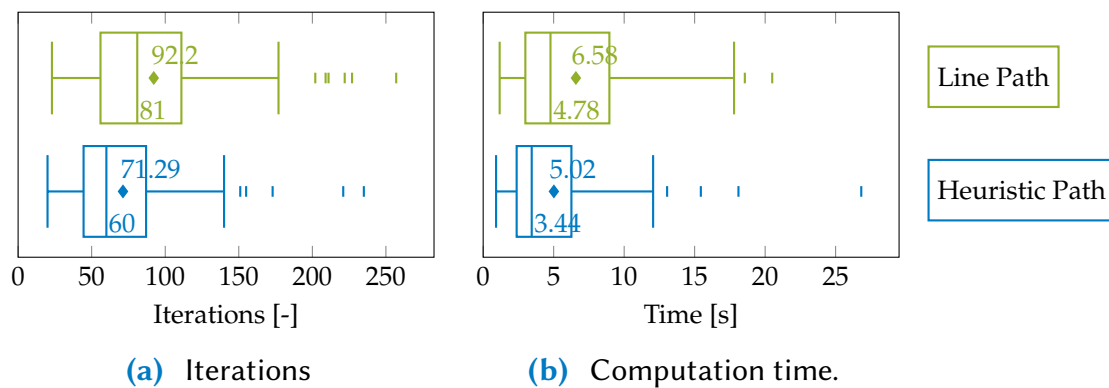 92.2
81
71.29
60
0 50 100 150 200 250
Iterations [-]
(a) Iterations
6.58
4.78
5.02
3.44
0 5 10 15 20 25
Time [s]
(b) Computation time.
Line Path
Heuristic Path